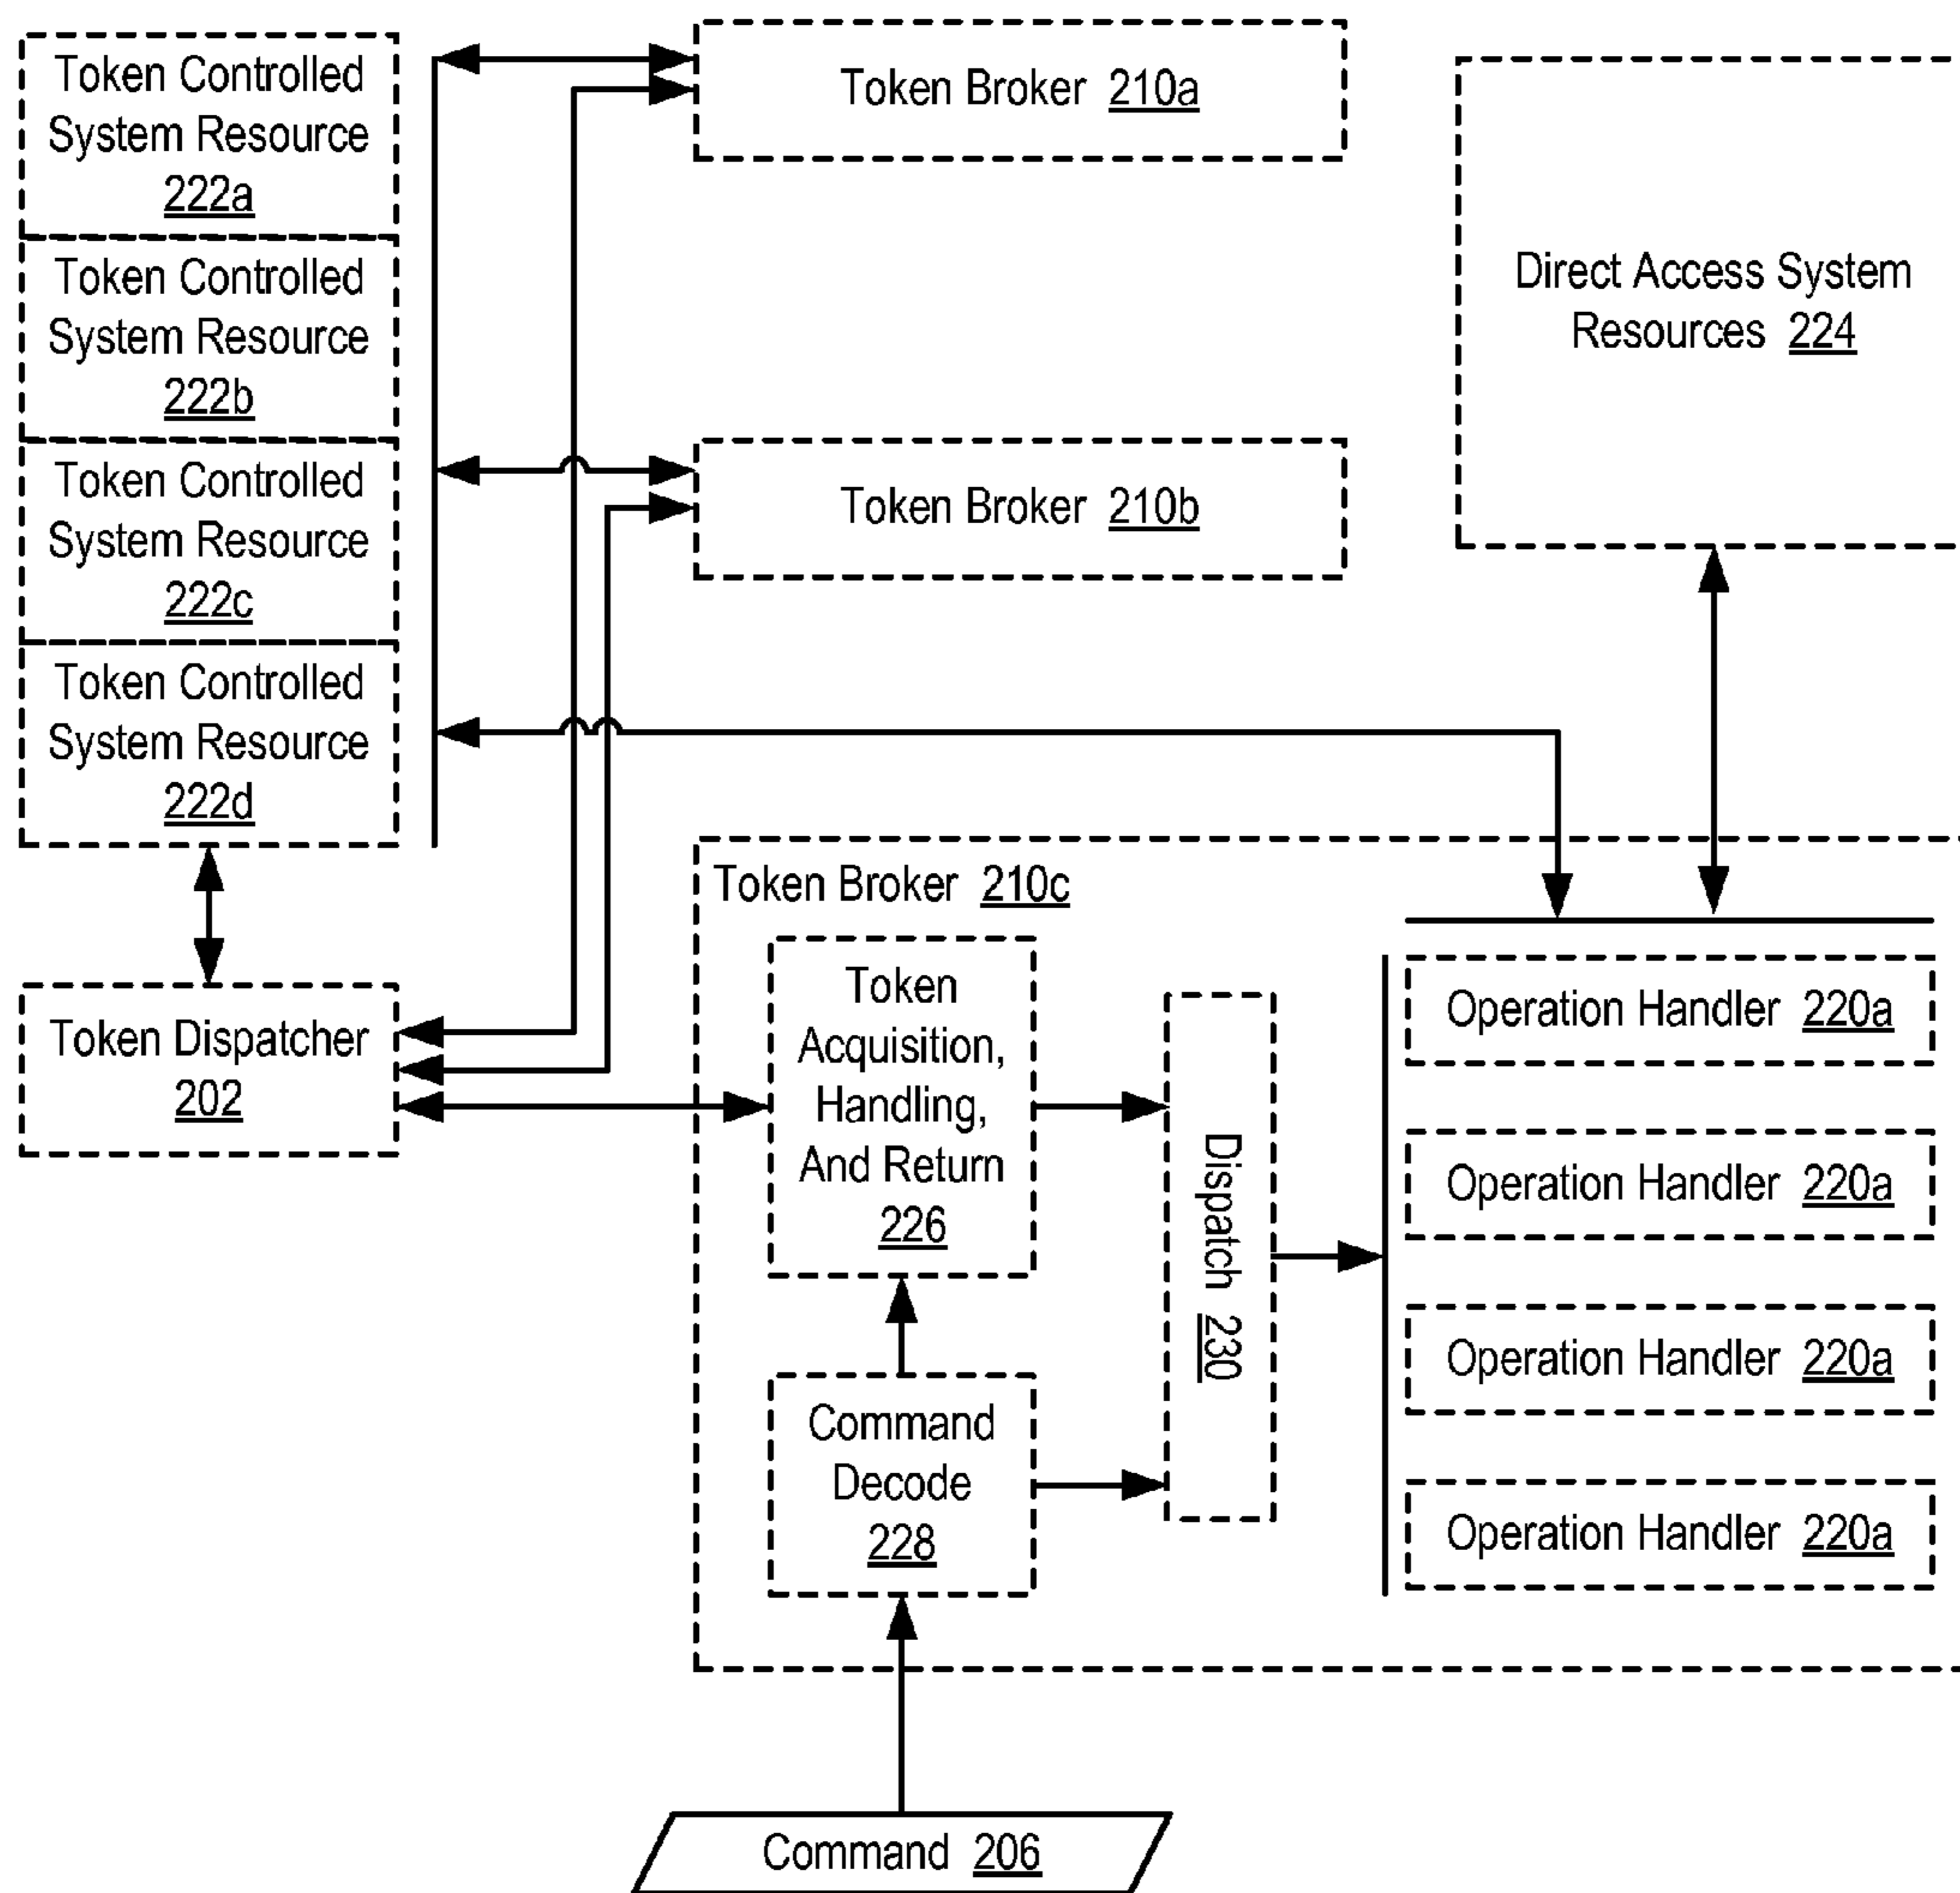 Token Controlled
System Resource
222a
Token Controlled
System Resource
222b
Token Controlled
System Resource
222c
Token Controlled
System Resource
222d
Token Dispatcher
202
Token Broker 210a
Token Broker 210b
Direct Access System
Resources 224
Token Broker 210c
Token
Acquisition,
Handling,
And Return
226
Command
Decode
228
Dispatch 230
Operation Handler 220a
Operation Handler 220a
Operation Handler 220a
Operation Handler 220a
Command 206